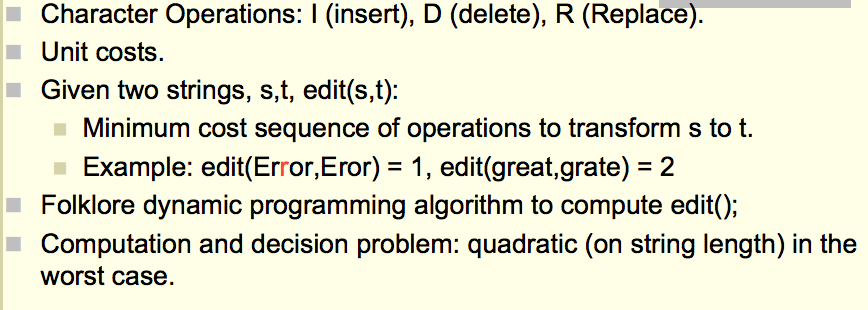 Character Operations: I (insert), D (delete), R (Replace).
Unit costs.
Given two strings, s,t, edit(s,t):
Minimum cost sequence of operations to transform s to t.
Example: edit(Error,Eror) = 1, edit(great,grate) = 2
Folklore dynamic programming algorithm to compute edit();
Computation and decision problem: quadratic (on string length) in the
worst case.